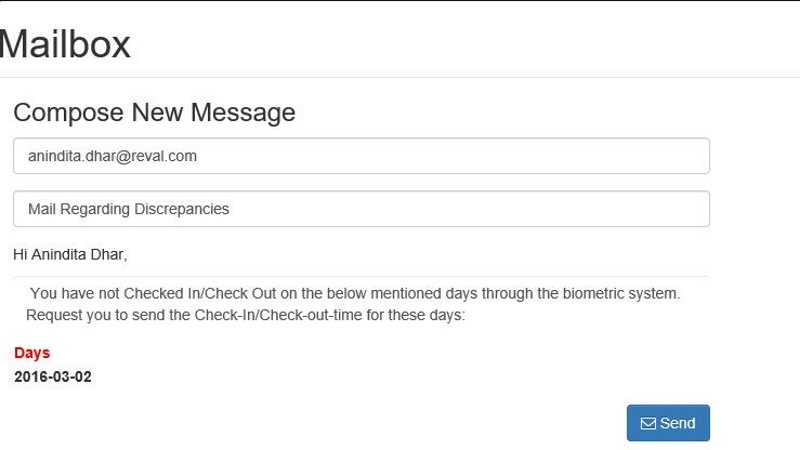 Mailbox
Compose New Message
anindita.dhar@reval.com
Mail Regarding Discrepancies
Hi Anindita Dhar,
You have not Checked In/Check Out on the below mentioned days through the biometric system.
Request you to send the Check-In/Check-out-time for these days:
Days
2016-03-02
Send